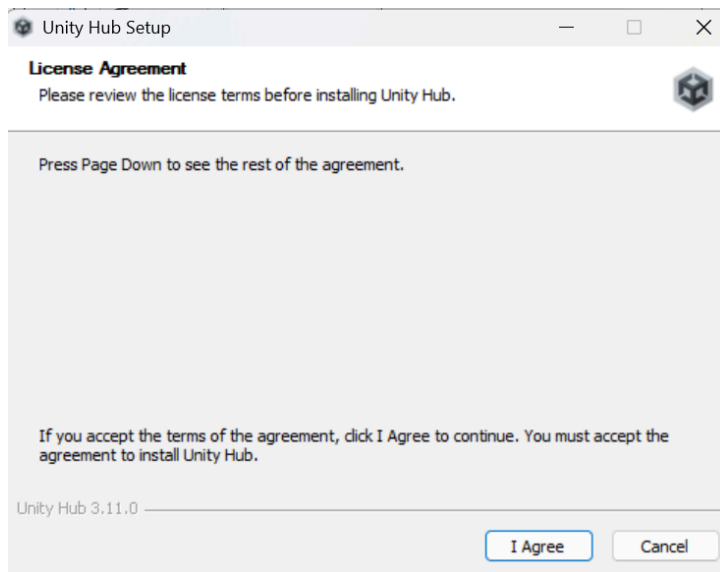 Unity Hub Setup
License Agreement
Please review the license terms before installing Unity Hub.
Press Page Down to see the rest of the agreement.
If you accept the terms of the agreement, click I Agree to continue. You must accept the
agreement to install Unity Hub.
Unity Hub 3.11.0
I Agree
Cancel